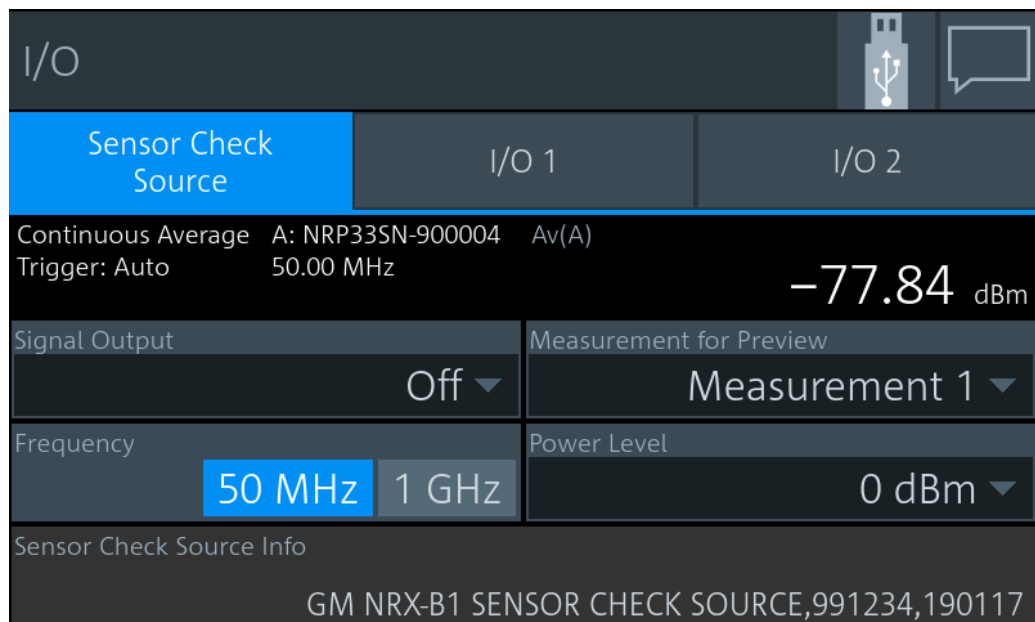 I/O
Sensor Check
Source
I/O 1
I/O 2
Continuous Average A: NRP33SN-900004 Av(A)
Trigger: Auto 50.00 MHz
−77.84 dBm
Signal Output
Off
Measurement for Preview
Measurement 1
Frequency
50 MHz 1 GHz
Power Level
0 dBm
Sensor Check Source Info
GM NRX-B1 SENSOR CHECK SOURCE,991234,190117